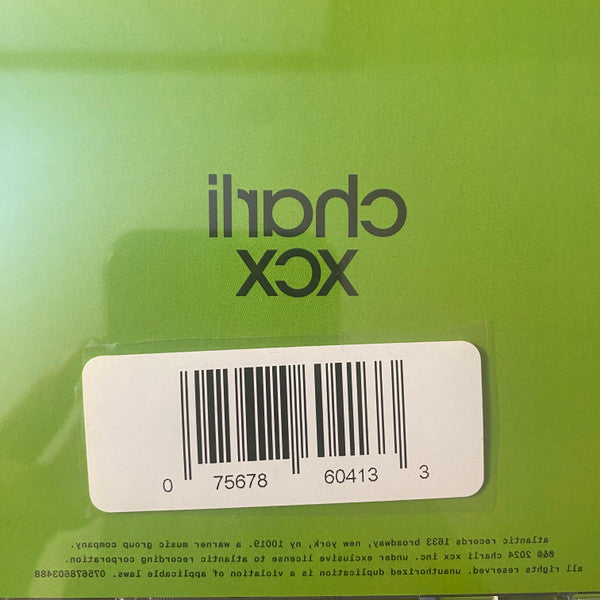 charli
xcx
0 75678 60413 3
atlantic records 1633 broadway, new york, ny 10019. a warner music group company.
℗&© 2024 charli xcx inc. under exclusive license to atlantic recording corporation.
all rights reserved. unauthorized. duplication is a violation of applicable laws. 075678603488